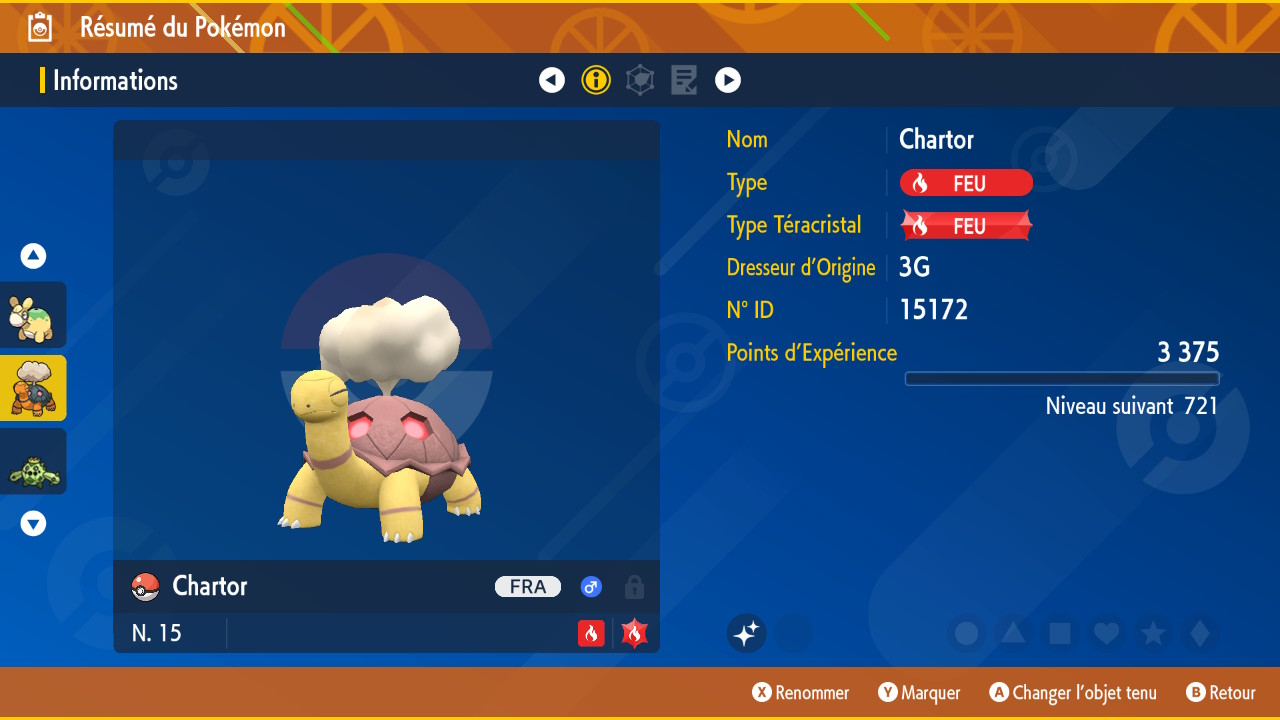 Résumé du Pokémon
Informations
Nom Chartor
Type FEU
Type Téracristal FEU
Dresseur d'Origine 3G
N° ID 15172
Points d'Expérience 3 375
Niveau suivant 721
Chartor FRA ♂
N. 15
X Renommer Y Marquer A Changer l'objet tenu B Retour